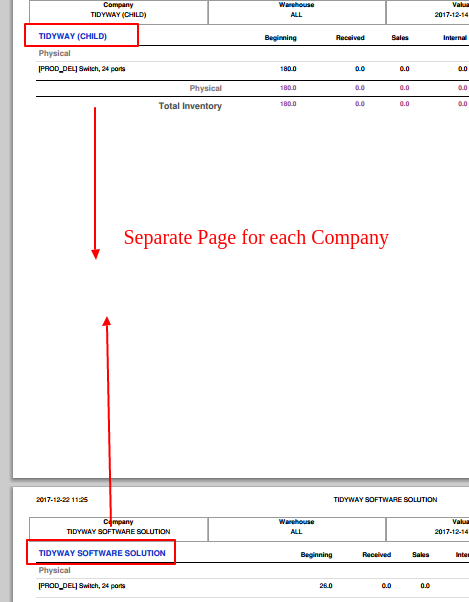 Company Warehouse Valua
TIDYWAY (CHILD) ALL 2017-12-14
TIDYWAY (CHILD) Beginning Received Sales Internal
Physical
[PROD_DEL] Switch, 24 ports 180.0 0.0 0.0 0.0
Physical 180.0 0.0 0.0 0.0
Total Inventory 180.0 0.0 0.0 0.0
Separate Page for each Company
2017-12-22 11:25 TIDYWAY SOFTWARE SOLUTION
Company Warehouse Valua
TIDYWAY SOFTWARE SOLUTION ALL 2017-12-14
TIDYWAY SOFTWARE SOLUTION Beginning Received Sales Inter
Physical
[PROD_DEL] Switch, 24 ports 26.0 0.0 0.0